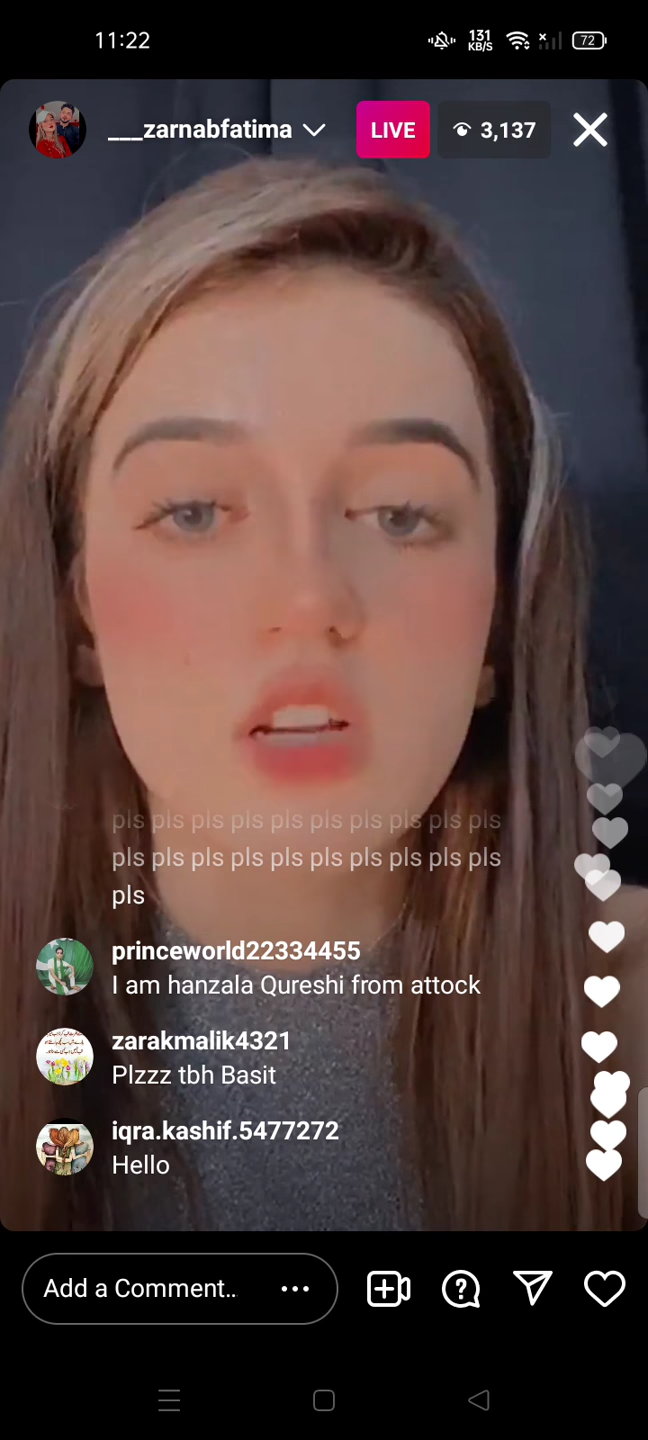 11:22
131
KB/S
72
___zarnabfatima
LIVE
3,137
pls pls pls pls pls pls pls pls pls pls
pls pls pls pls pls pls pls pls pls pls
pls
princeworld22334455
I am hanzala Qureshi from attock
zarakmalik4321
Plzzz tbh Basit
iqra.kashif.5477272
Hello
Add a Comment..